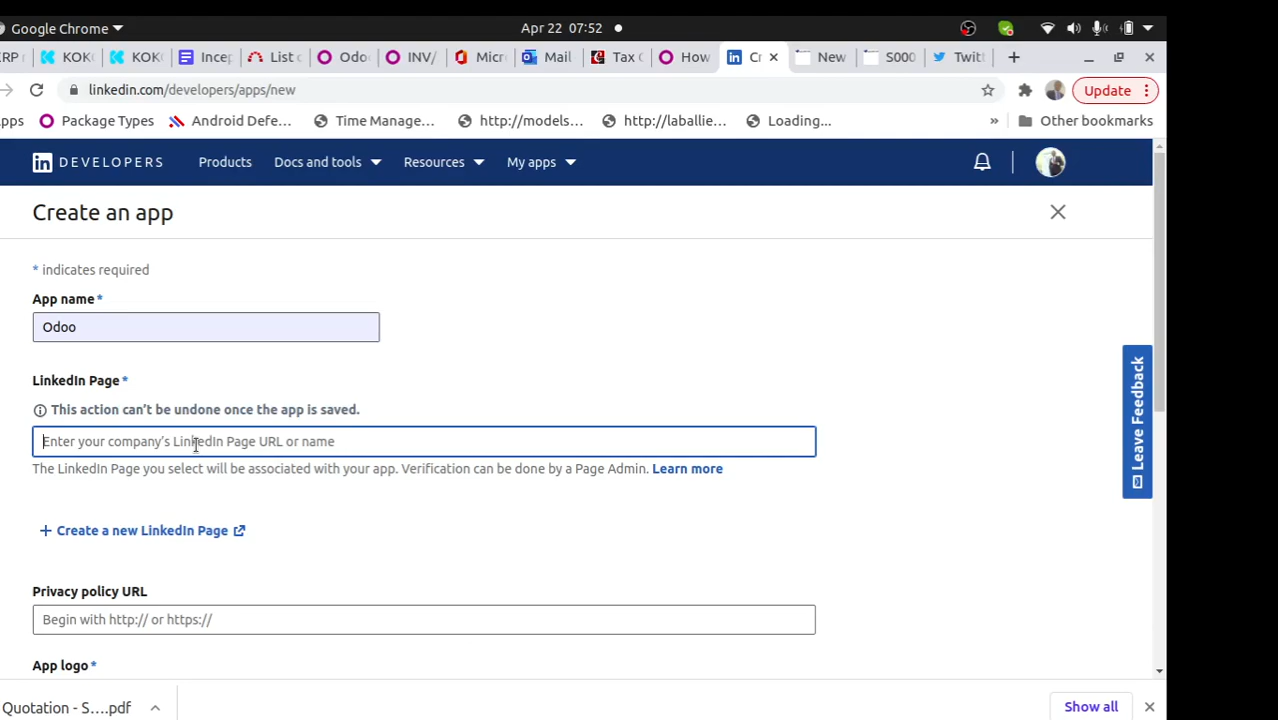 Google Chrome
Apr 22 07:52
ERP r KOK KOK Incep List c Odo INV/ Micr Mail Tax C How Cr New S000 Twitt
linkedin.com/developers/apps/new
Update
pps Package Types Android Defe... Time Manage... http://models... http://laballie... Loading... » Other bookmarks
in DEVELOPERS Products Docs and tools Resources My apps
Create an app
* indicates required
App name*
Odoo
LinkedIn Page*
This action can't be undone once the app is saved.
Enter your company's LinkedIn Page URL or name
The LinkedIn Page you select will be associated with your app. Verification can be done by a Page Admin. Learn more
+ Create a new LinkedIn Page
Privacy policy URL
Begin with http:// or https://
App logo*
Leave Feedback
Quotation - S....pdf
Show all